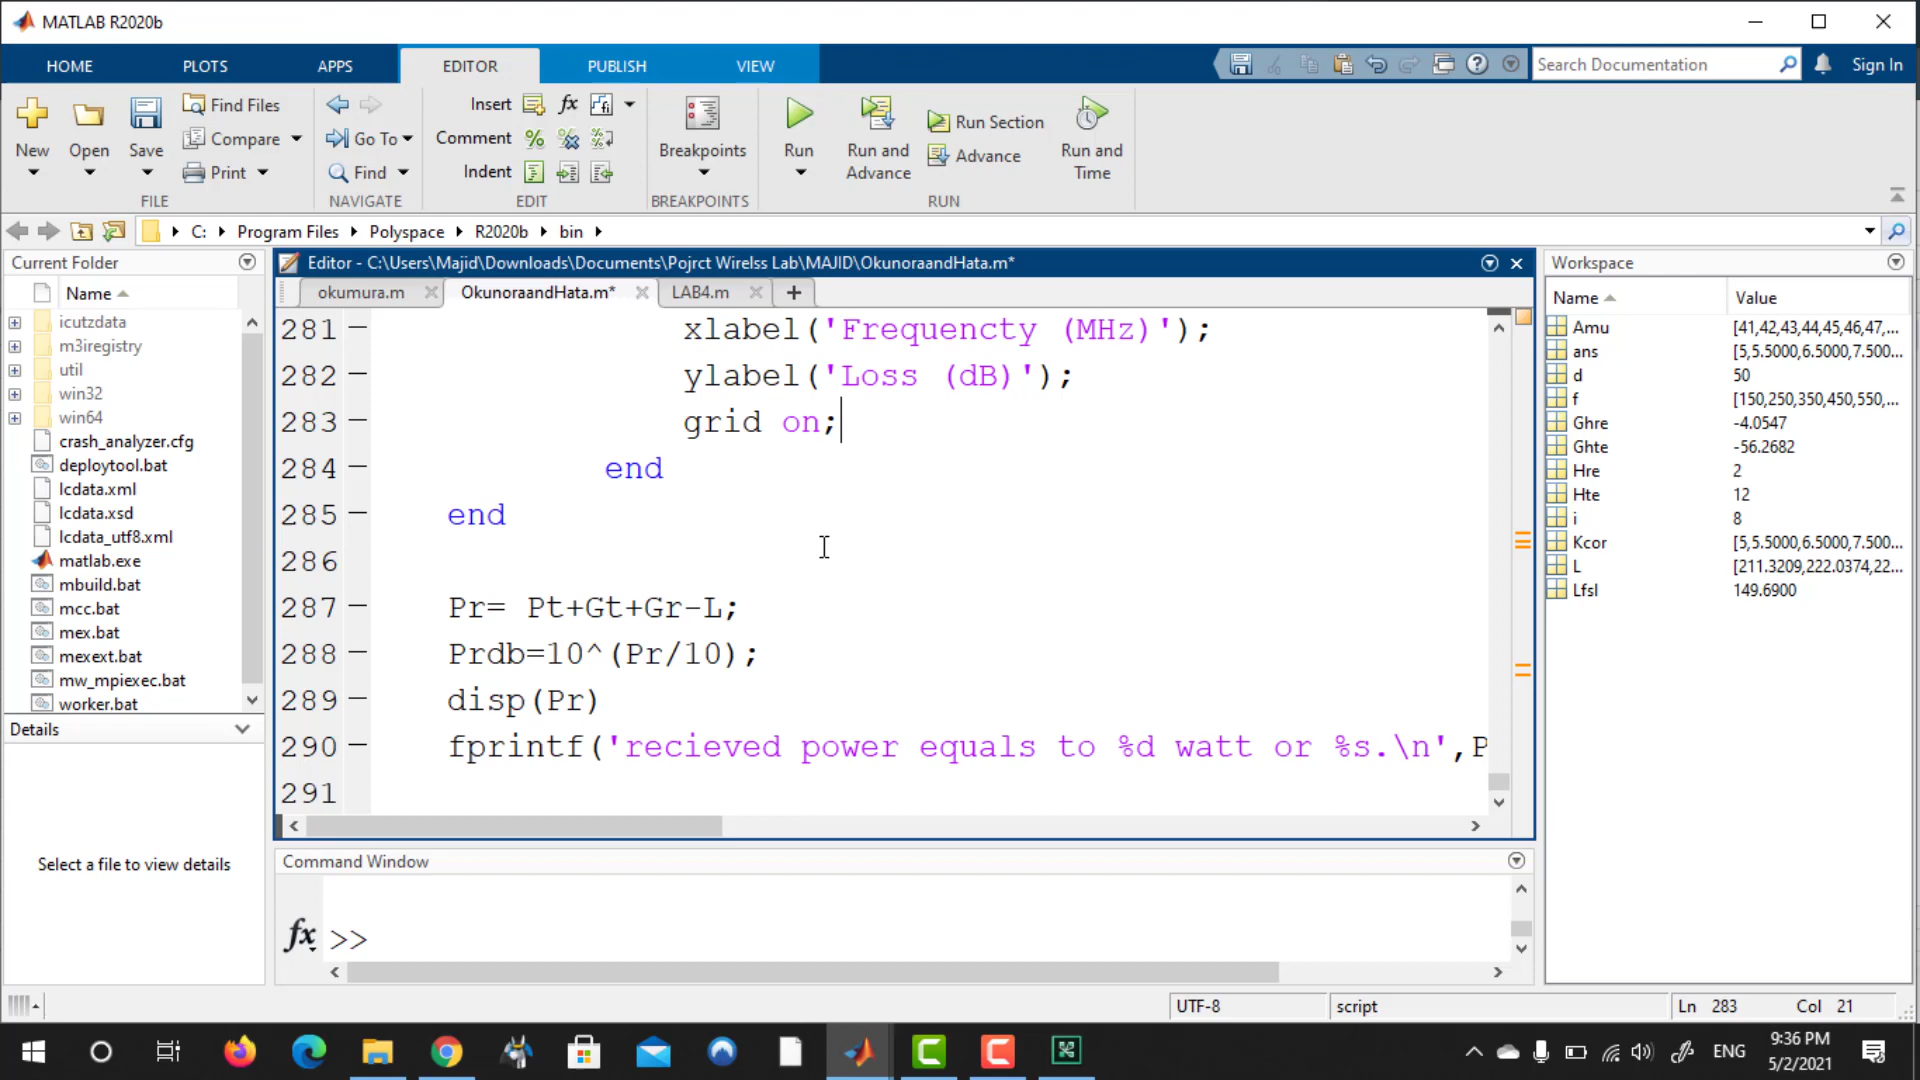 MATLAB R2020b
HOME PLOTS APPS EDITOR PUBLISH VIEW
Search Documentation
Sign In
New
Open
Save
Find Files
Compare
Print
FILE
Go To
Find
NAVIGATE
Insert
Comment
Indent
EDIT
Breakpoints
BREAKPOINTS
Run
Run and Advance
Run Section
Advance
Run and Time
RUN
C: Program Files Polyspace R2020b bin
Current Folder
Name
icutzdata
m3iregistry
util
win32
win64
crash_analyzer.cfg
deploytool.bat
lcdata.xml
lcdata.xsd
lcdata_utf8.xml
matlab.exe
mbuild.bat
mcc.bat
mex.bat
mexext.bat
mw_mpiexec.bat
worker.bat
Details
Select a file to view details
Editor - C:\Users\Majid\Downloads\Documents\Pojrct Wirelss Lab\MAJID\OkunoraandHata.m*
okumura.m OkunoraandHata.m* LAB4.m
281 xlabel('Frequencty (MHz)');
282 ylabel('Loss (dB)');
283 grid on;
284 end
285 end
286
287 Pr= Pt+Gt+Gr-L;
288 Prdb=10^(Pr/10);
289 disp(Pr)
290 fprintf('recieved power equals to %d watt or %s.\n',P
291
Command Window
fx >>
Workspace
Name Value
Amu [41,42,43,44,45,46,47,...
ans [5,5.5000,6.5000,7.500...
d 50
f [150,250,350,450,550,...
Ghre -4.0547
Ghte -56.2682
Hre 2
Hte 12
i 8
Kcor [5,5.5000,6.5000,7.500...
L [211.3209,222.0374,22...
Lfsl 149.6900
UTF-8 script Ln 283 Col 21
ENG
9:36 PM
5/2/2021